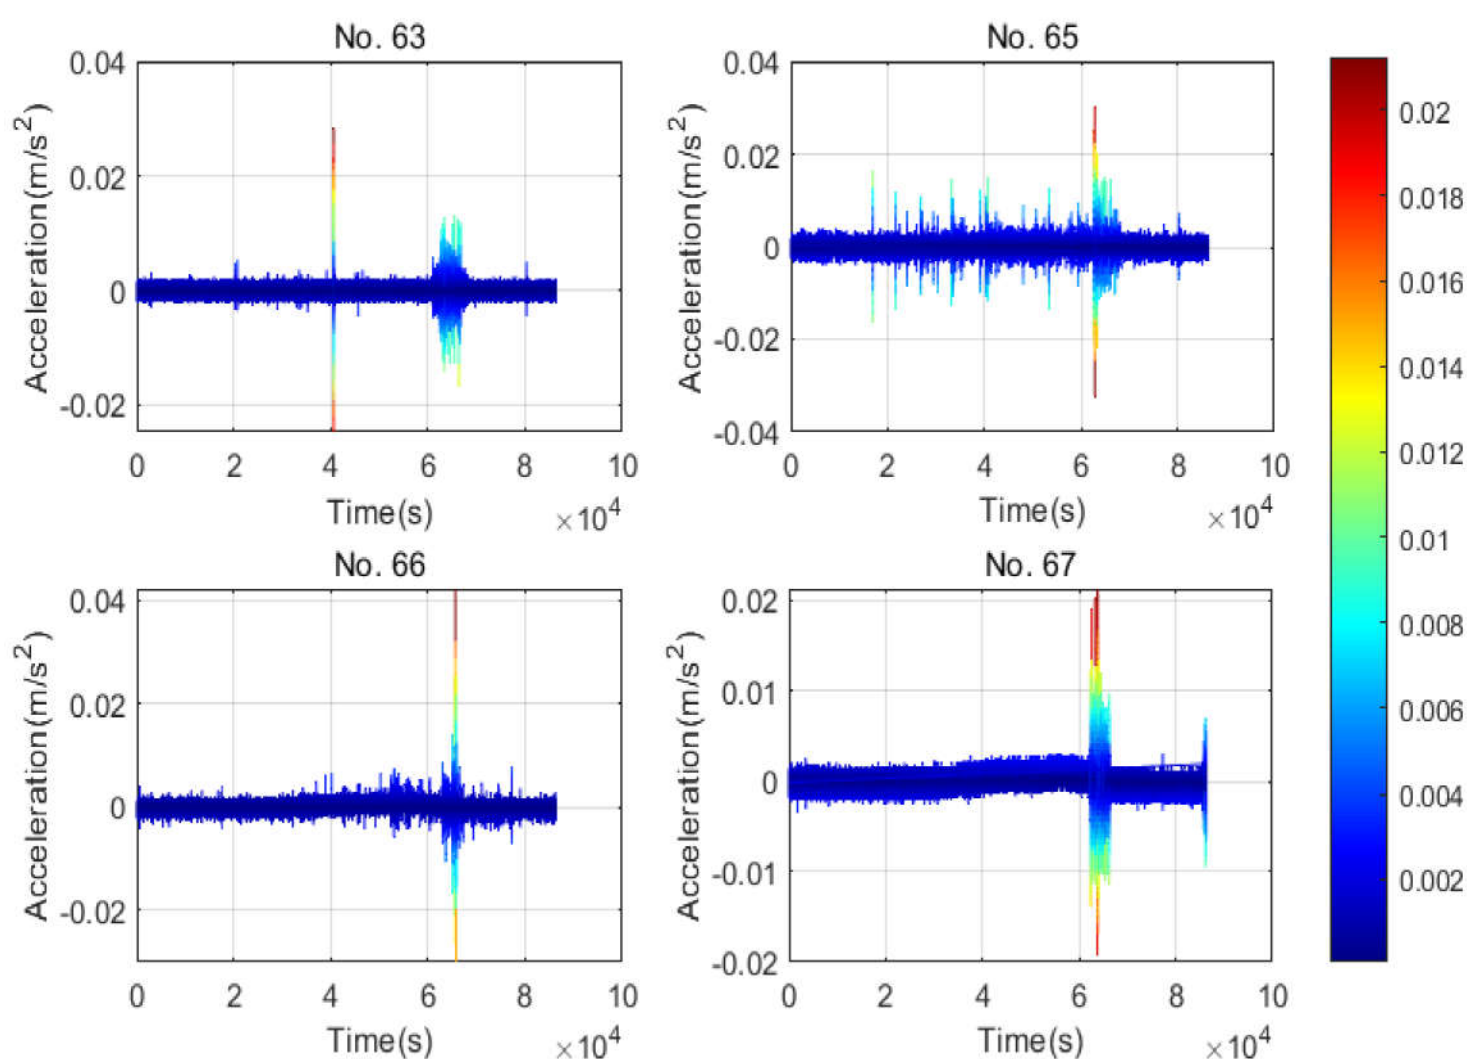 No. 63
0.04
0.02
0
-0.02
Acceleration(m/s²)
0 2 4 6 8 10
Time(s)
×10⁴
No. 65
0.04
0.02
0
-0.02
-0.04
Acceleration(m/s²)
0 2 4 6 8 10
Time(s)
×10⁴
No. 66
0.04
0.02
0
-0.02
Acceleration(m/s²)
0 2 4 6 8 10
Time(s)
×10⁴
No. 67
0.02
0.01
0
-0.01
-0.02
Acceleration(m/s²)
0 2 4 6 8 10
Time(s)
×10⁴
0.02
0.018
0.016
0.014
0.012
0.01
0.008
0.006
0.004
0.002